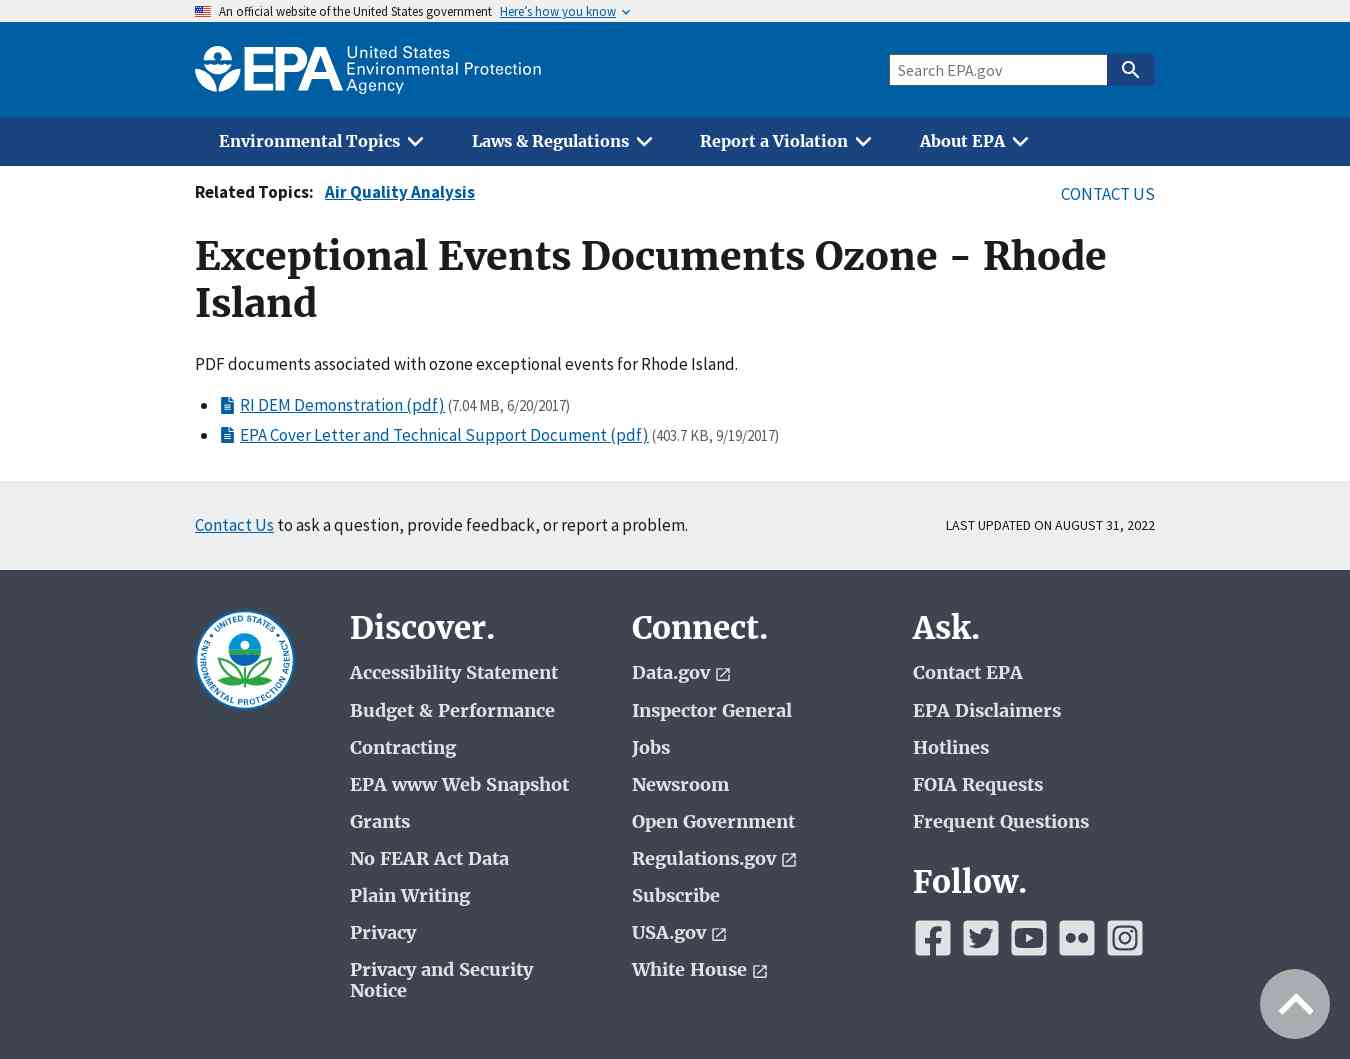 An official website of the United States government Here's how you know
EPA United States
Environmental Protection
Agency
Search EPA.gov
Environmental Topics Laws & Regulations Report a Violation About EPA
Related Topics: Air Quality Analysis
CONTACT US
Exceptional Events Documents Ozone - Rhode
Island
PDF documents associated with ozone exceptional events for Rhode Island.
RI DEM Demonstration (pdf) (7.04 MB, 6/20/2017)
EPA Cover Letter and Technical Support Document (pdf) (403.7 KB, 9/19/2017)
Contact Us to ask a question, provide feedback, or report a problem.
LAST UPDATED ON AUGUST 31, 2022
UNITED STATES
ENVIRONMENTAL PROTECTION AGENCY
Discover.
Accessibility Statement
Budget & Performance
Contracting
EPA www Web Snapshot
Grants
No FEAR Act Data
Plain Writing
Privacy
Privacy and Security
Notice
Connect.
Data.gov
Inspector General
Jobs
Newsroom
Open Government
Regulations.gov
Subscribe
USA.gov
White House
Ask.
Contact EPA
EPA Disclaimers
Hotlines
FOIA Requests
Frequent Questions
Follow.